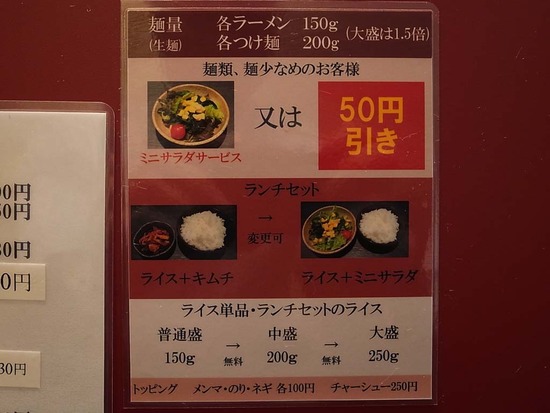 麺量 各ラーメン 150g (大盛は1.5倍)
(生麺) 各つけ麺 200g
麺類、麺少なめのお客様
ミニサラダサービス
又は
50円
引き
ランチセット
→
変更可
ライス+キムチ ライス+ミニサラダ
ライス単品・ランチセットのライス
普通盛 → 中盛 → 大盛
150g 無料 200g 無料 250g
トッピング メンマ・のり・ネギ 各100円 チャーシュー250円